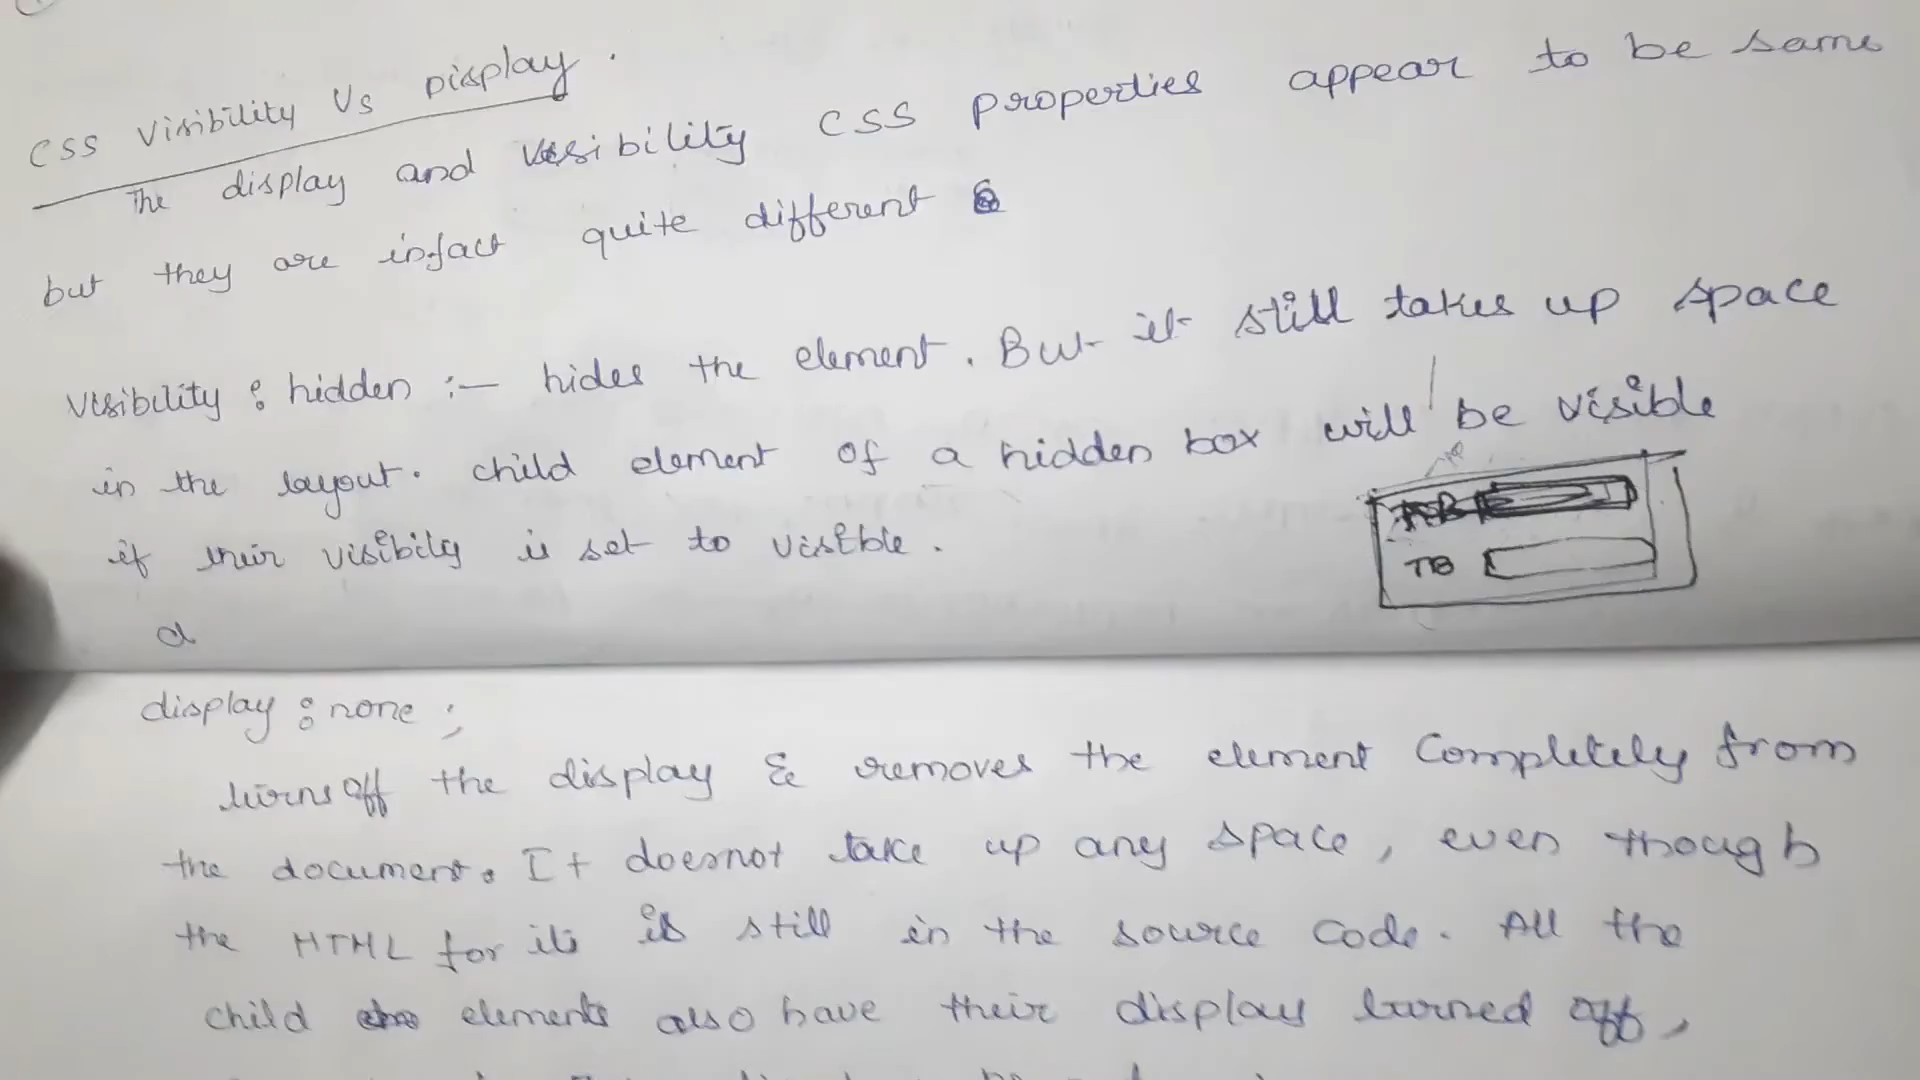 CSS Visibility Vs Display.
The display and visibility CSS properties appear to be same
but they are infact quite different
visibility : hidden :- hides the element. But it still takes up space
in the layout. child element of a hidden box will be visible
if their visibily is set to visible.
TB
d
display : none ;
turns off the display & removes the element completely from
the document. It doesnot take up any space, even though
the HTML for it is still in the source code. All the
child elements also have their display turned off,